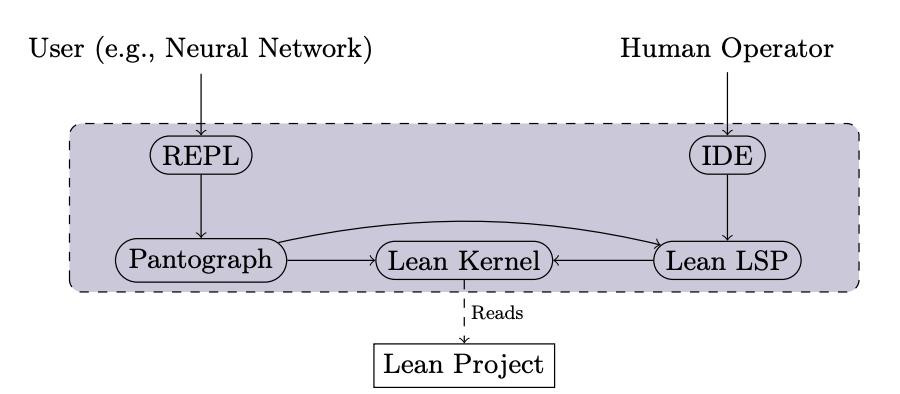 User (e.g., Neural Network)
Human Operator
REPL
IDE
Pantograph
Lean Kernel
Lean LSP
Reads
Lean Project